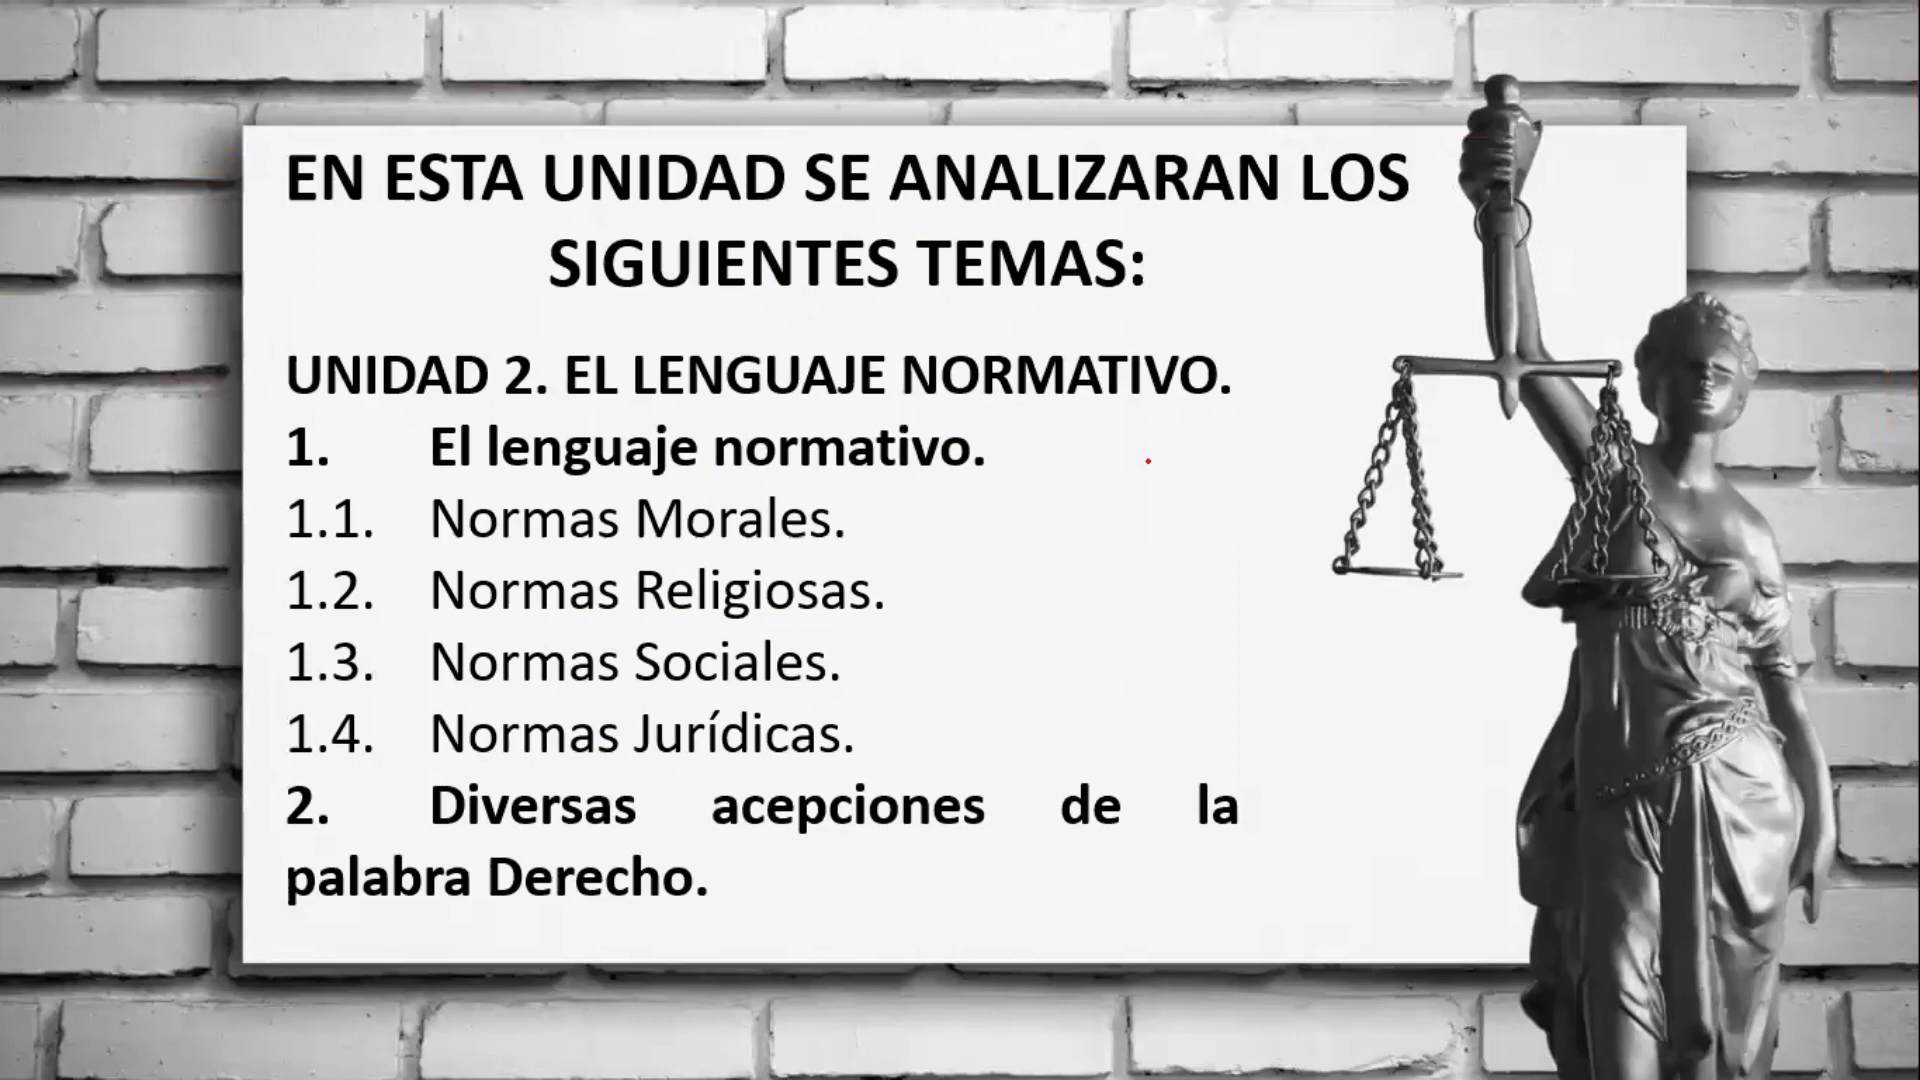 EN ESTA UNIDAD SE ANALIZARAN LOS
SIGUIENTES TEMAS:
UNIDAD 2. EL LENGUAJE NORMATIVO.
1. El lenguaje normativo.
1.1. Normas Morales.
1.2. Normas Religiosas.
1.3. Normas Sociales.
1.4. Normas Jurídicas.
2. Diversas acepciones de la
palabra Derecho.